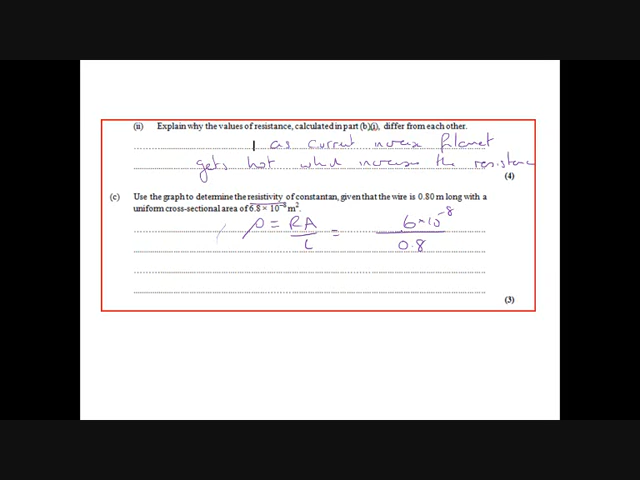 (ii) Explain why the values of resistance, calculated in part (b)(i), differ from each other.
as current increase filamet
gets hot which increases the resistance
(4)
(c) Use the graph to determine the resistivity of constantan, given that the wire is 0.80 m long with a
uniform cross-sectional area of 6.8 × 10⁻⁸ m².
ρ = RA/L = 6×10⁻⁸/0.8
(3)